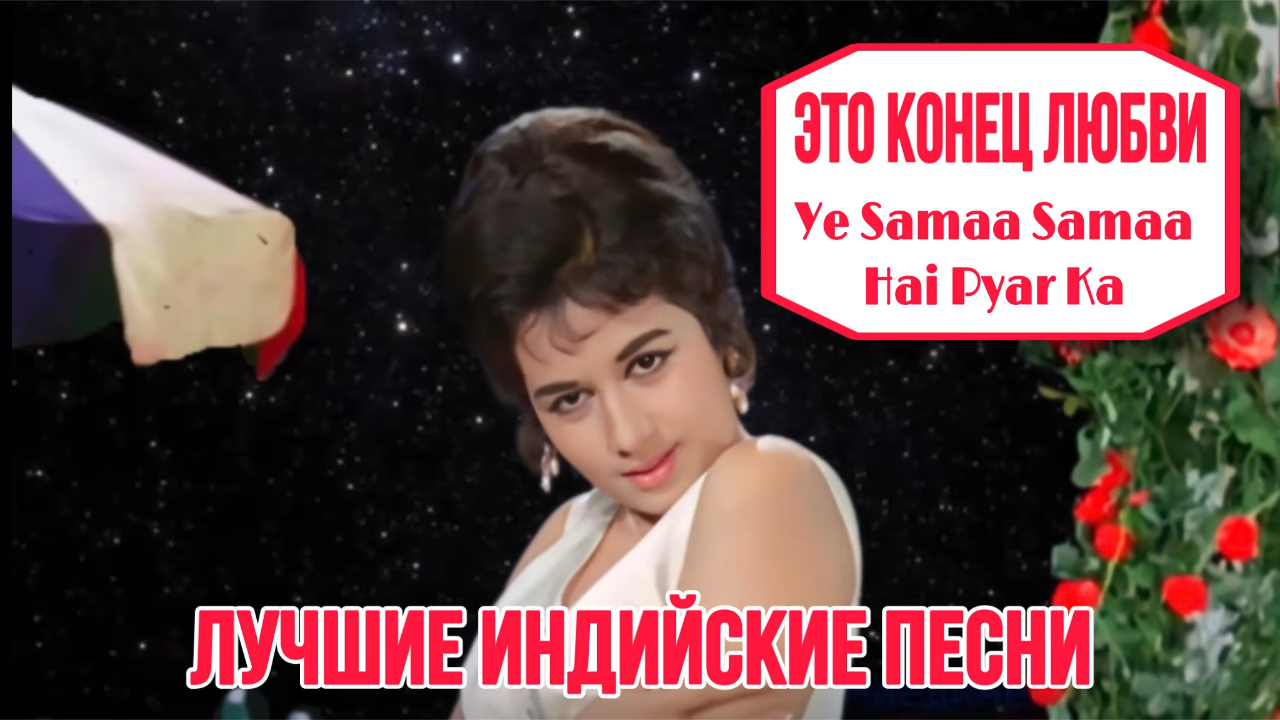 ЭТО КОНЕЦ ЛЮБВИ
Ye Samaa Samaa
Hai Pyar Ka
ЛУЧШИЕ ИНДИЙСКИЕ ПЕСНИ